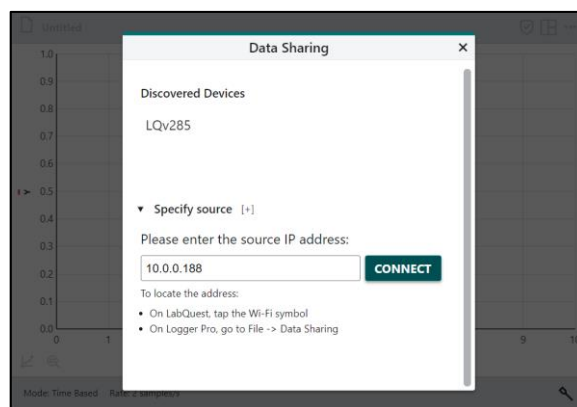 Untitled
Data Sharing
×
Discovered Devices
LQv285
▾ Specify source [+]
Please enter the source IP address:
10.0.0.188
CONNECT
To locate the address:
• On LabQuest, tap the Wi-Fi symbol
• On Logger Pro, go to File -> Data Sharing
1.0
0.9
0.8
0.7
0.6
0.5
0.4
0.3
0.2
0.1
0.0
0 1 9 10
Mode: Time Based Rate: 2 samples/s